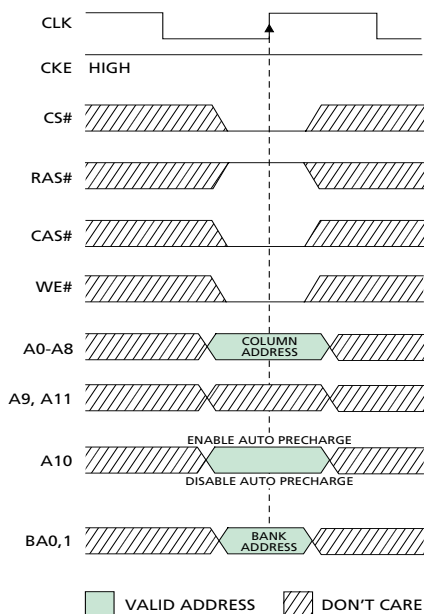 CLK
CKE HIGH
CS#
RAS#
CAS#
WE#
A0-A8 COLUMN
ADDRESS
A9, A11
ENABLE AUTO PRECHARGE
A10
DISABLE AUTO PRECHARGE
BA0,1 BANK
ADDRESS
VALID ADDRESS DON'T CARE